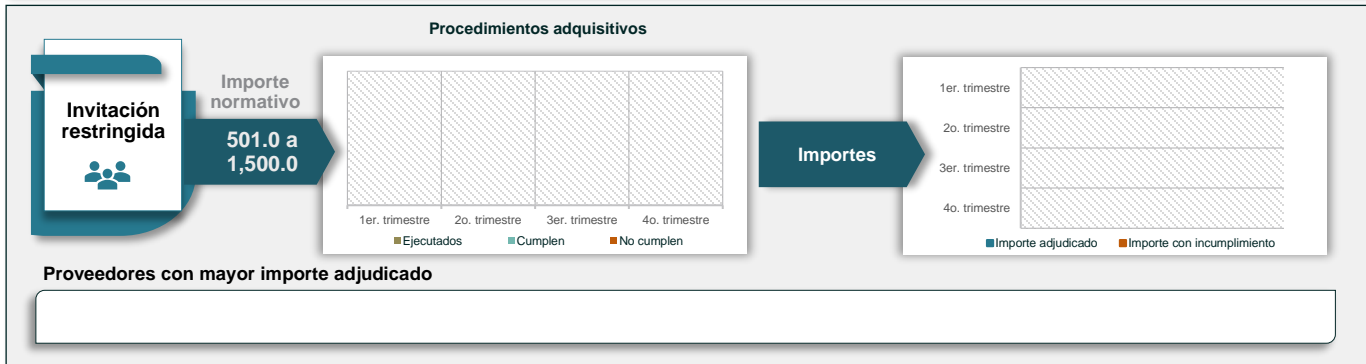 Procedimientos adquisitivos
Invitación
restringida
Importe
normativo
501.0 a
1,500.0
1er. trimestre
2o. trimestre
3er. trimestre
4o. trimestre
Ejecutados
Cumplen
No cumplen
Importes
1er. trimestre
2o. trimestre
3er. trimestre
4o. trimestre
Importe adjudicado
Importe con incumplimiento
Proveedores con mayor importe adjudicado